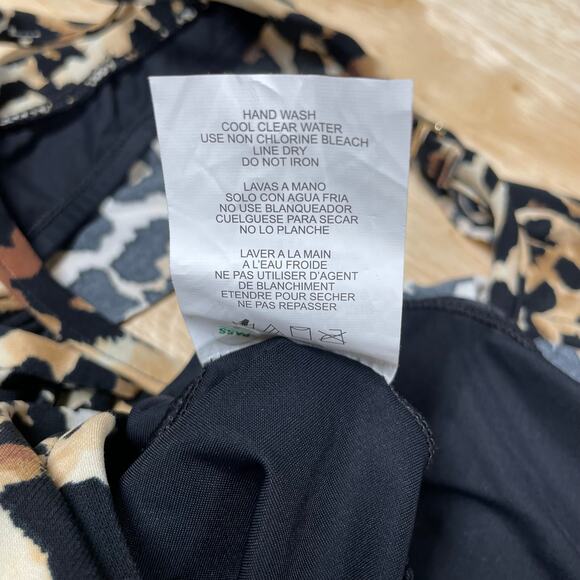 HAND WASH
COOL CLEAR WATER
USE NON CHLORINE BLEACH
LINE DRY
DO NOT IRON
LAVAS A MANO
SOLO CON AGUA FRIA
NO USE BLANQUEADOR
CUELGUESE PARA SECAR
NO LO PLANCHE
LAVER A LA MAIN
A L'EAU FROIDE
NE PAS UTILISER D'AGENT
DE BLANCHIMENT
ETENDRE POUR SECHER
NE PAS REPASSER
PASS